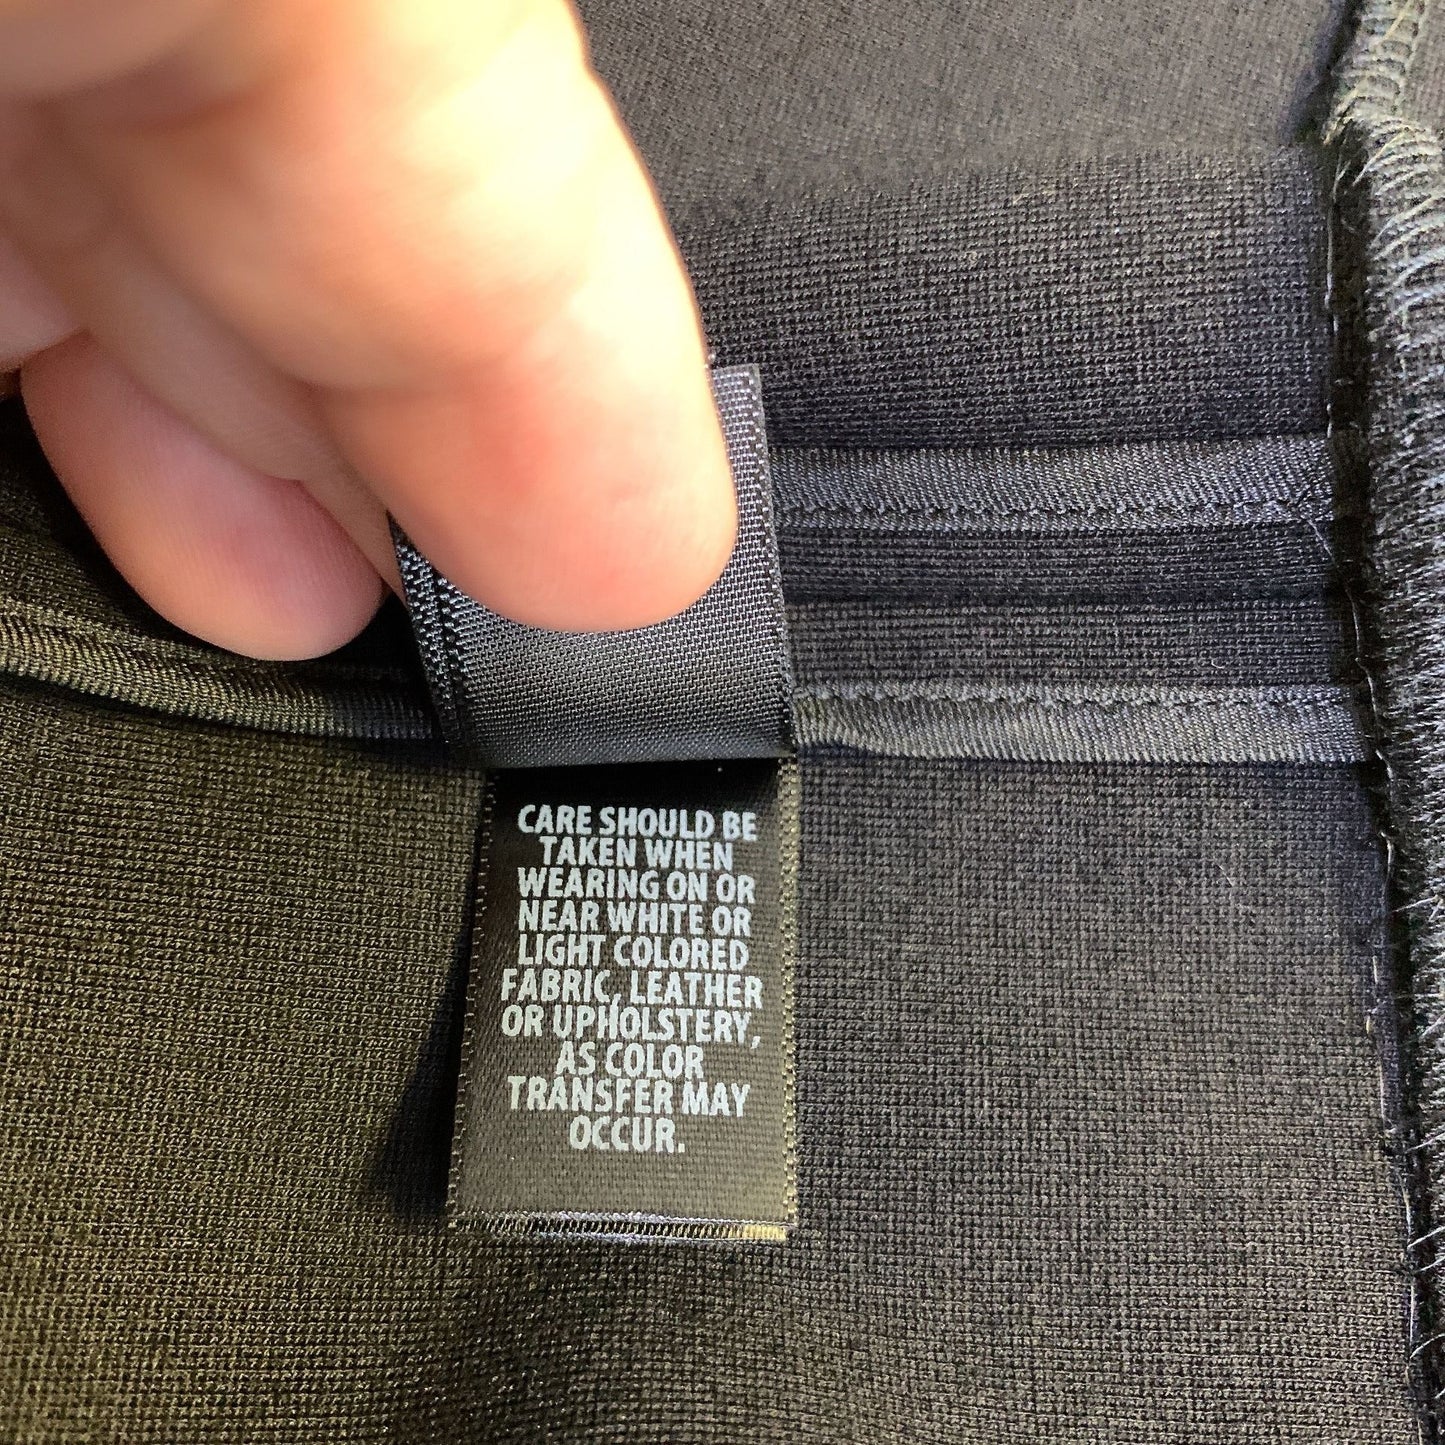 CARE SHOULD BE
TAKEN WHEN
WEARING ON OR
NEAR WHITE OR
LIGHT COLORED
FABRIC, LEATHER
OR UPHOLSTERY,
AS COLOR
TRANSFER MAY
OCCUR.